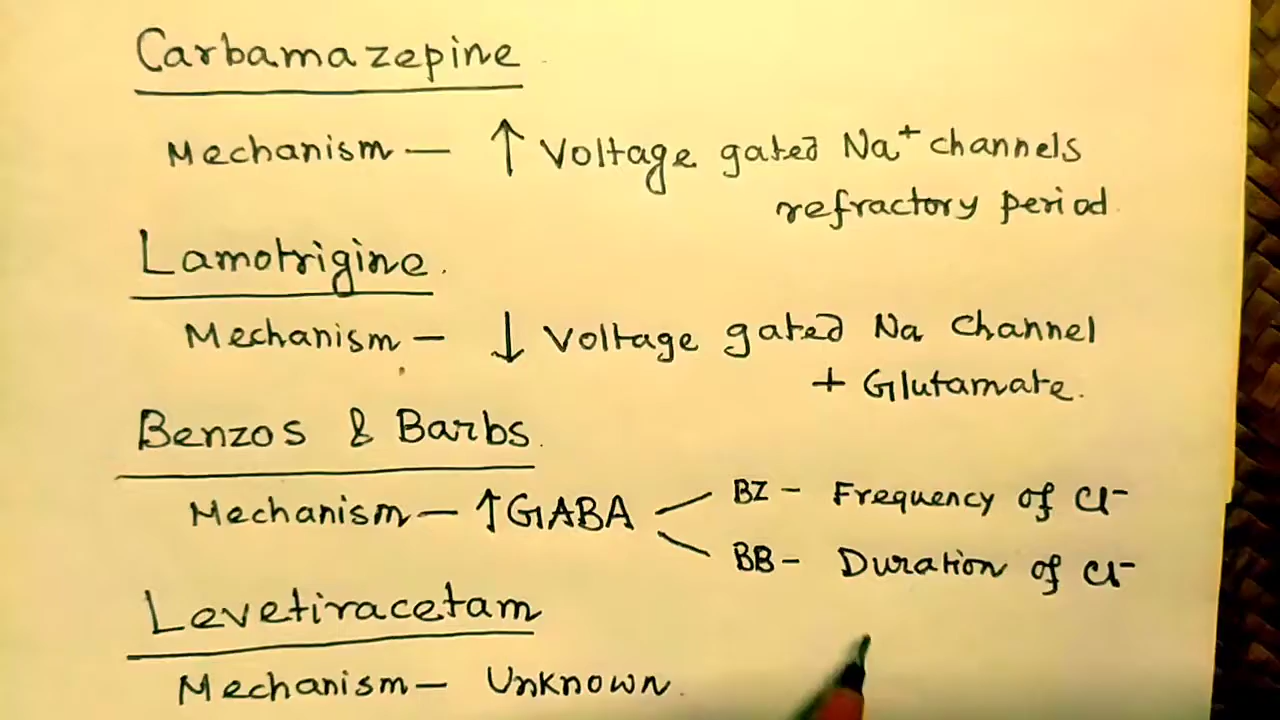 Carbamazepine
Mechanism — ↑ Voltage gated Na⁺ channels
refractory period
Lamotrigine.
Mechanism — ↓ Voltage gated Na Channel
+ Glutamate.
Benzos & Barbs.
Mechanism — ↑ GABA
BZ - Frequency of Cl⁻
BB - Duration of Cl⁻
Levetiracetam
Mechanism — Unknown.